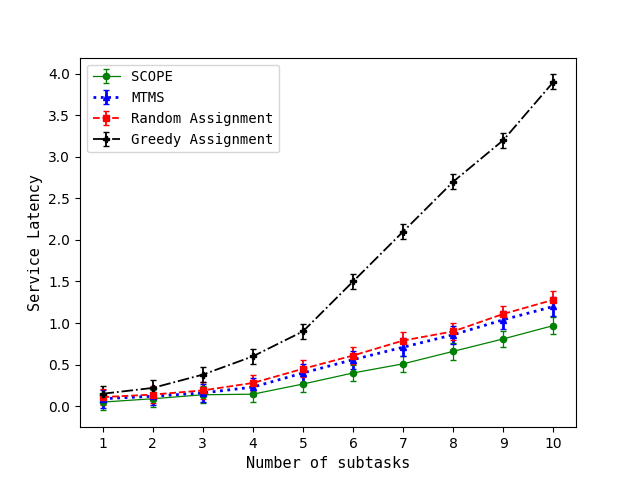 SCOPE
MTMS
Random Assignment
Greedy Assignment
Service Latency
4.0
3.5
3.0
2.5
2.0
1.5
1.0
0.5
0.0
1 2 3 4 5 6 7 8 9 10
Number of subtasks